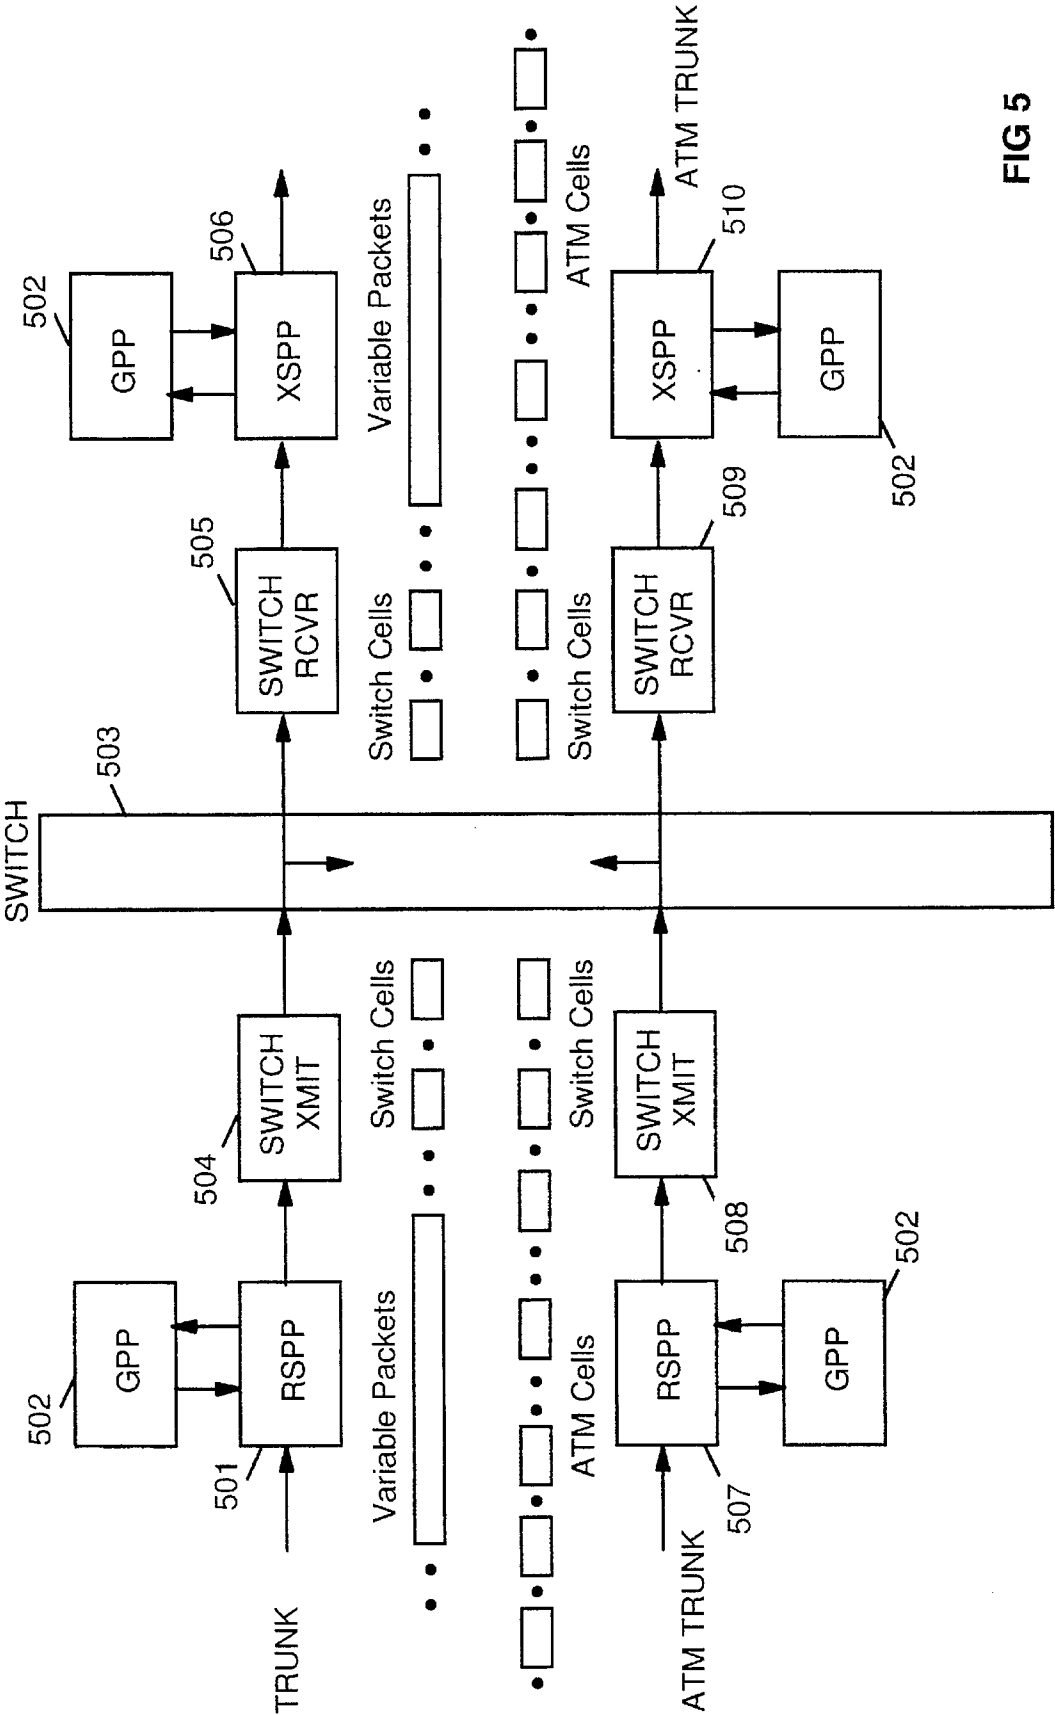 SWITCH
503
502
GPP
502
GPP
TRUNK
501
RSPP
504
SWITCH
XMIT
505
SWITCH
RCVR
506
XSPP
Variable Packets
Switch Cells
Switch Cells
Variable Packets
ATM Cells
Switch Cells
Switch Cells
ATM Cells
ATM TRUNK
RSPP
507
SWITCH
XMIT
508
SWITCH
RCVR
509
XSPP
510
ATM TRUNK
GPP
502
GPP
502
FIG 5